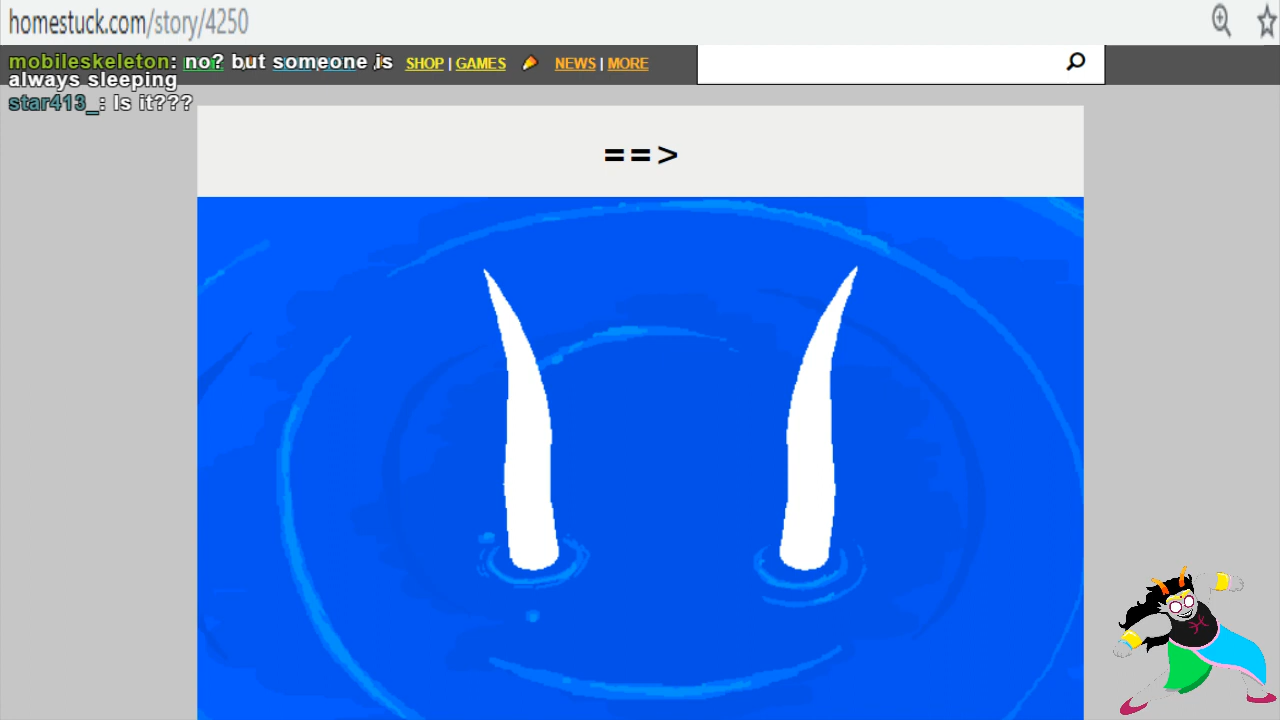 homestuck.com/story/4250
mobileskeleton: no? but someone is
always sleeping
star413_: Is it???
SHOP | GAMES NEWS | MORE
==>